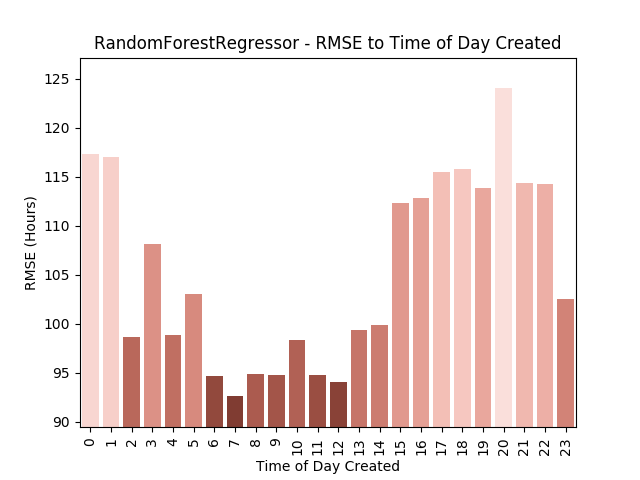 RandomForestRegressor - RMSE to Time of Day Created
125
120
115
110
105
100
95
90
RMSE (Hours)
0 1 2 3 4 5 6 7 8 9 10 11 12 13 14 15 16 17 18 19 20 21 22 23
Time of Day Created